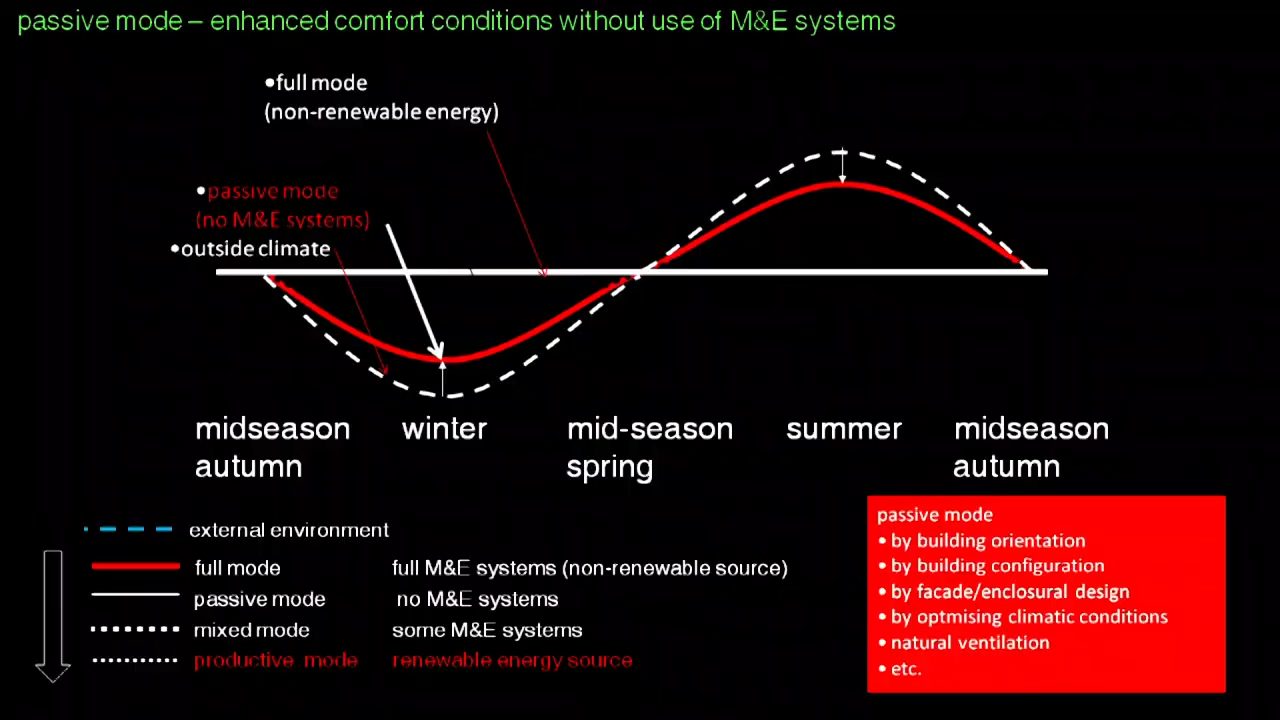 passive mode – enhanced comfort conditions without use of M&E systems
•full mode
(non-renewable energy)
•passive mode
(no M&E systems)
•outside climate
midseason autumn
winter
mid-season spring
summer
midseason autumn
external environment
full mode full M&E systems (non-renewable source)
passive mode no M&E systems
mixed mode some M&E systems
productive mode renewable energy source
passive mode
• by building orientation
• by building configuration
• by facade/enclosural design
• by optmising climatic conditions
• natural ventilation
• etc.